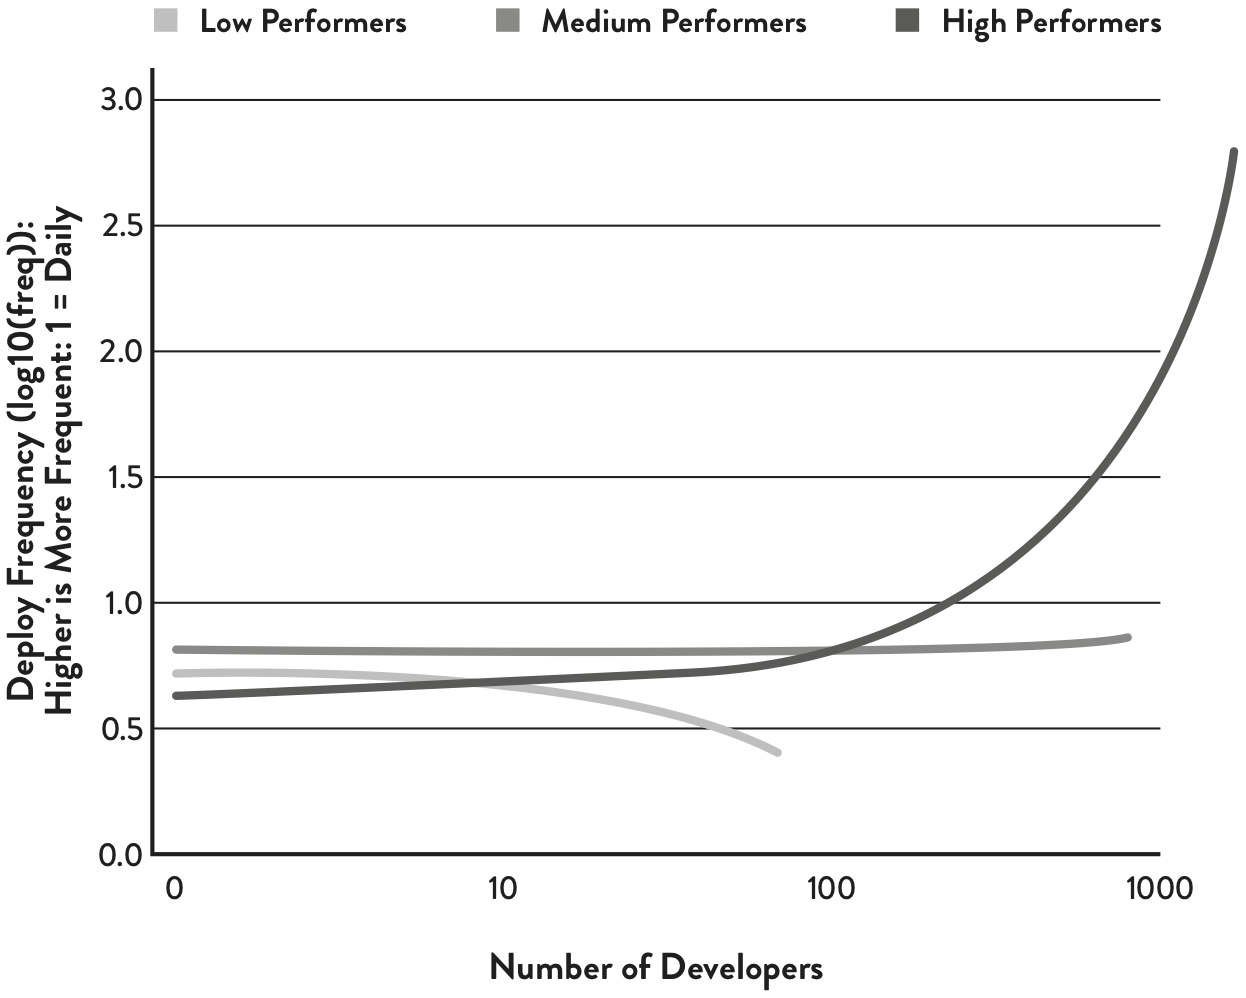 Low Performers
Medium Performers
High Performers
Deploy Frequency (log10(freq)):
Higher is More Frequent: 1 = Daily
3.0
2.5
2.0
1.5
1.0
0.5
0.0
0
10
100
1000
Number of Developers